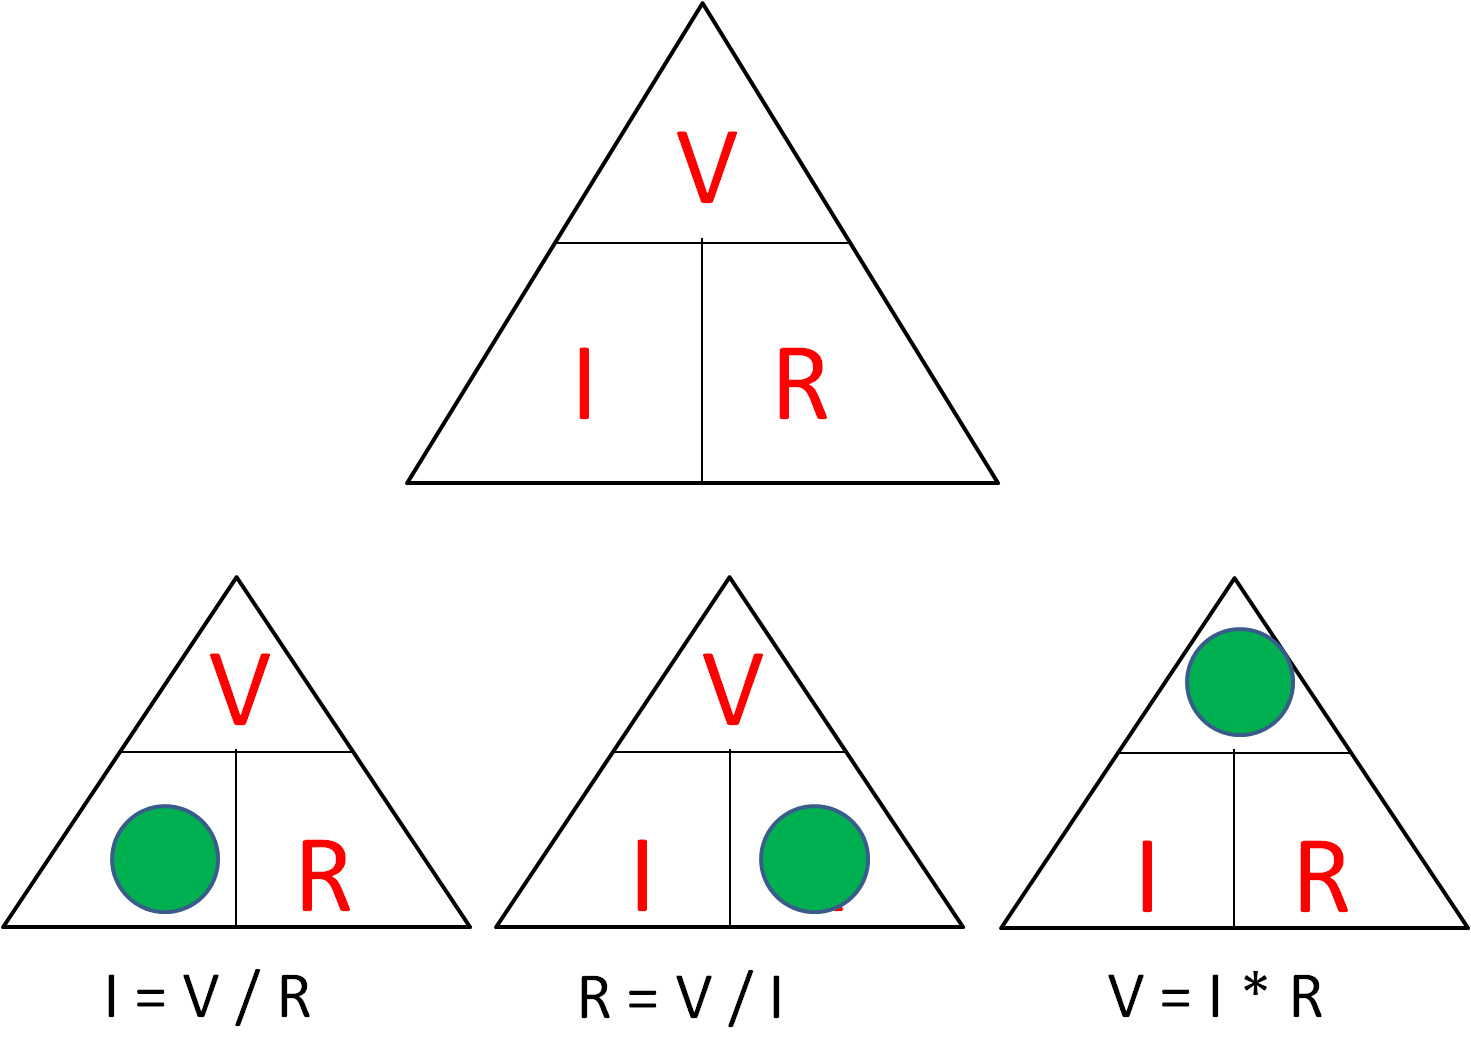 V
I R
V
R
V
I
I R
I = V / R
R = V / I
V = I * R